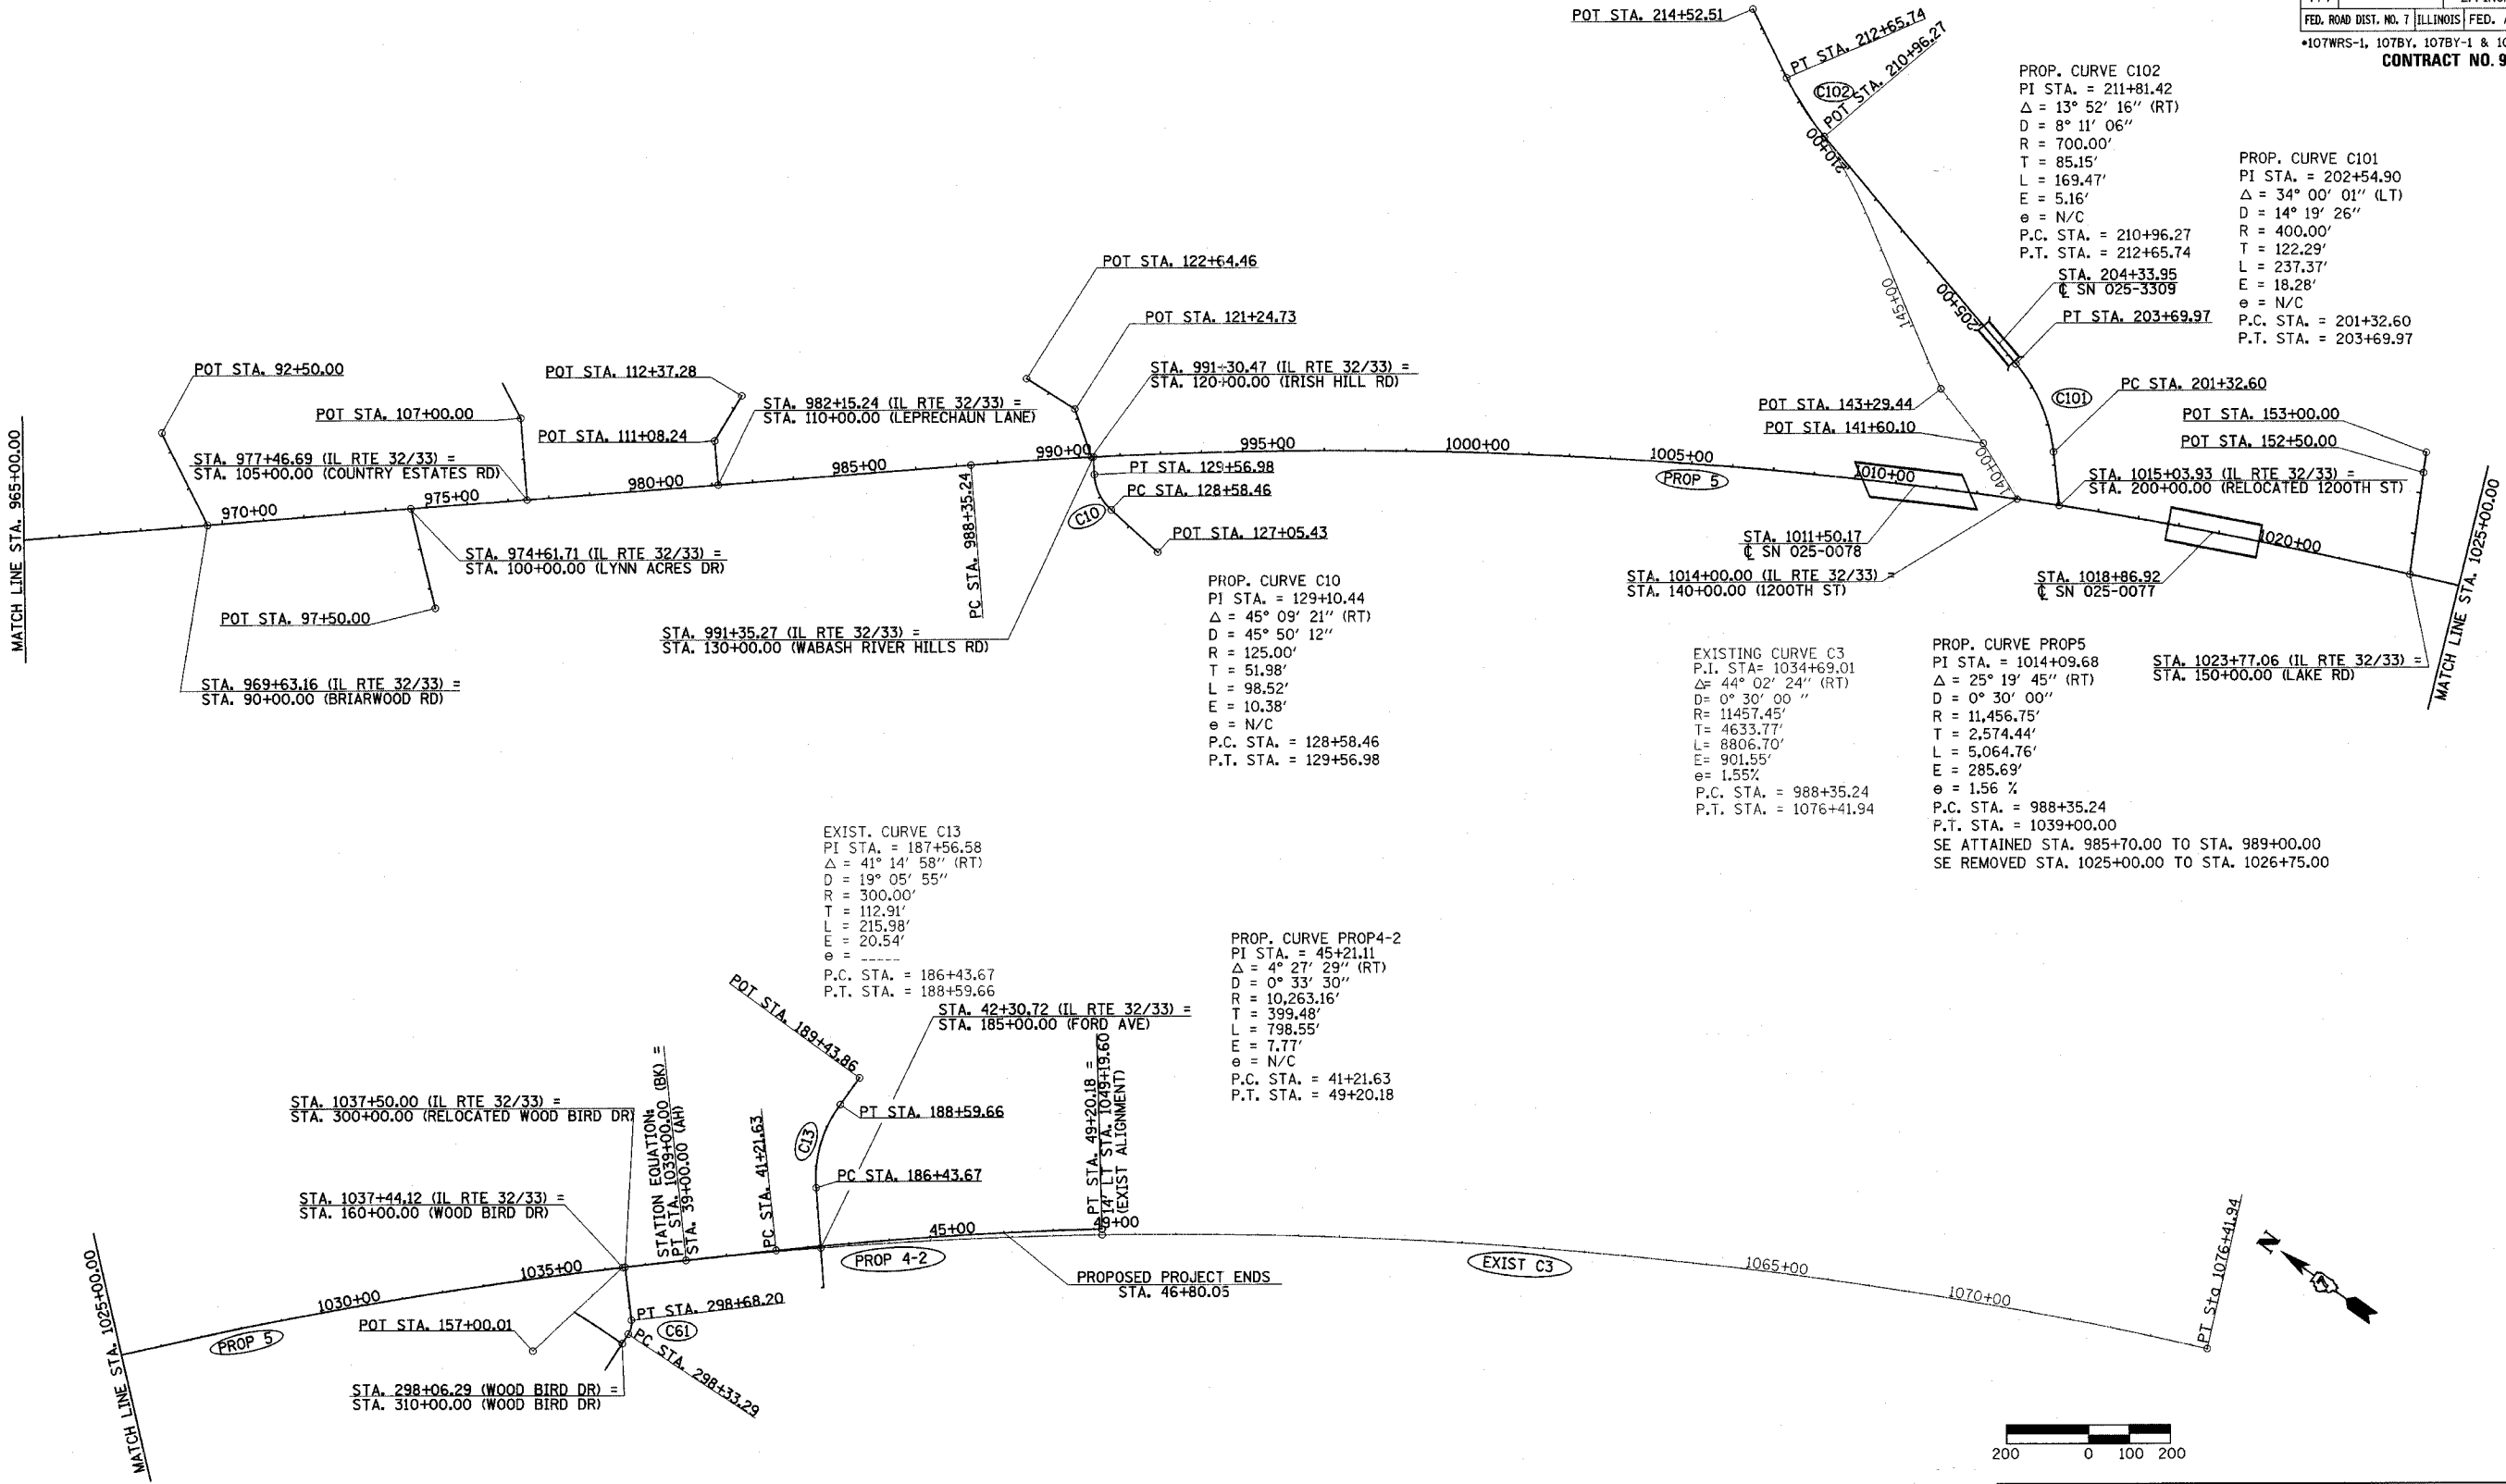 FED. ROAD DIST. NO. 7 ILLINOIS FED.
*107WRS-1, 107BY, 107BY-1 &
CONTRACT NO. 9
POT STA. 214+52.51
PT STA. 212+65.74
POT STA. 210+96.27
C102
210+00
PROP. CURVE C102
PI STA. = 211+81.42
Δ = 13° 52' 16" (RT)
D = 8° 11' 06"
R = 700.00'
T = 85.15'
L = 169.47'
E = 5.16'
e = N/C
P.C. STA. = 210+96.27
P.T. STA. = 212+65.74
PROP. CURVE C101
PI STA. = 202+54.90
Δ = 34° 00' 01" (LT)
D = 14° 19' 26"
R = 400.00'
T = 122.29'
L = 237.37'
E = 18.28'
e = N/C
P.C. STA. = 201+32.60
P.T. STA. = 203+69.97
STA. 204+33.95
℄ SN 025-3309
PT STA. 203+69.97
205+00
145+00
C101
PC STA. 201+32.60
POT STA. 143+29.44
POT STA. 141+60.10
140+00
POT STA. 153+00.00
POT STA. 152+50.00
STA. 1015+03.93 (IL RTE 32/33) =
STA. 200+00.00 (RELOCATED 1200TH ST)
MATCH LINE STA. 965+00.00
POT STA. 92+50.00
POT STA. 107+00.00
POT STA. 112+37.28
POT STA. 111+08.24
STA. 977+46.69 (IL RTE 32/33) =
STA. 105+00.00 (COUNTRY ESTATES RD)
STA. 982+15.24 (IL RTE 32/33) =
STA. 110+00.00 (LEPRECHAUN LANE)
POT STA. 122+64.46
POT STA. 121+24.73
STA. 991+30.47 (IL RTE 32/33) =
STA. 120+00.00 (IRISH HILL RD)
970+00
975+00
980+00
985+00
990+00
995+00
1000+00
1005+00
PROP 5
1010+00
1020+00
STA. 974+61.71 (IL RTE 32/33) =
STA. 100+00.00 (LYNN ACRES DR)
POT STA. 97+50.00
STA. 969+63.16 (IL RTE 32/33) =
STA. 90+00.00 (BRIARWOOD RD)
PC STA. 988+35.24
PT STA. 129+56.98
PC STA. 128+58.46
C10
POT STA. 127+05.43
STA. 991+35.27 (IL RTE 32/33) =
STA. 130+00.00 (WABASH RIVER HILLS RD)
STA. 1011+50.17
℄ SN 025-0078
STA. 1014+00.00 (IL RTE 32/33) =
STA. 140+00.00 (1200TH ST)
STA. 1018+86.92
℄ SN 025-0077
STA. 1023+77.06 (IL RTE 32/33) =
STA. 150+00.00 (LAKE RD)
MATCH LINE STA. 1025+00.00
PROP. CURVE C10
PI STA. = 129+10.44
Δ = 45° 09' 21" (RT)
D = 45° 50' 12"
R = 125.00'
T = 51.98'
L = 98.52'
E = 10.38'
e = N/C
P.C. STA. = 128+58.46
P.T. STA. = 129+56.98
EXISTING CURVE C3
P.I. STA= 1034+69.01
Δ= 44° 02' 24" (RT)
D= 0° 30' 00 "
R= 11457.45'
T= 4633.77'
L= 8806.70'
E= 901.55'
e= 1.55%
P.C. STA. = 988+35.24
P.T. STA. = 1076+41.94
PROP. CURVE PROP5
PI STA. = 1014+09.68
Δ = 25° 19' 45" (RT)
D = 0° 30' 00"
R = 11,456.75'
T = 2,574.44'
L = 5,064.76'
E = 285.69'
e = 1.56 %
P.C. STA. = 988+35.24
P.T. STA. = 1039+00.00
SE ATTAINED STA. 985+70.00 TO STA. 989+00.00
SE REMOVED STA. 1025+00.00 TO STA. 1026+75.00
EXIST. CURVE C13
PI STA. = 187+56.58
Δ = 41° 14' 58" (RT)
D = 19° 05' 55"
R = 300.00'
T = 112.91'
L = 215.98'
E = 20.54'
e = _____
P.C. STA. = 186+43.67
P.T. STA. = 188+59.66
PROP. CURVE PROP4-2
PI STA. = 45+21.11
Δ = 4° 27' 29" (RT)
D = 0° 33' 30"
R = 10,263.16'
T = 399.48'
L = 798.55'
E = 7.77'
e = N/C
P.C. STA. = 41+21.63
P.T. STA. = 49+20.18
POT STA. 189+43.86
STA. 42+30.72 (IL RTE 32/33) =
STA. 185+00.00 (FORD AVE)
PT STA. 188+59.66
C13
PC STA. 186+43.67
STA. 1037+50.00 (IL RTE 32/33) =
STA. 300+00.00 (RELOCATED WOOD BIRD DR)
STA. 1037+44.12 (IL RTE 32/33) =
STA. 160+00.00 (WOOD BIRD DR)
STATION EQUATION:
PT STA. 1039+00.00 (BK) =
STA. 39+00.00 (AH)
PC STA. 41+21.63
PT STA. 49+20.18 =
14' LT STA. 1049+19.60
(EXIST ALIGNMENT)
MATCH LINE STA. 1025+00.00
PROP 5
1030+00
1035+00
PROP 4-2
45+00
49+00
PROPOSED PROJECT ENDS
STA. 46+80.05
EXIST C3
1065+00
1070+00
PT Sta 1076+41.94
POT STA. 157+00.01
PT STA. 298+68.20
C61
PC STA. 298+33.29
STA. 298+06.29 (WOOD BIRD DR) =
STA. 310+00.00 (WOOD BIRD DR)
N
7
200 0 100 200